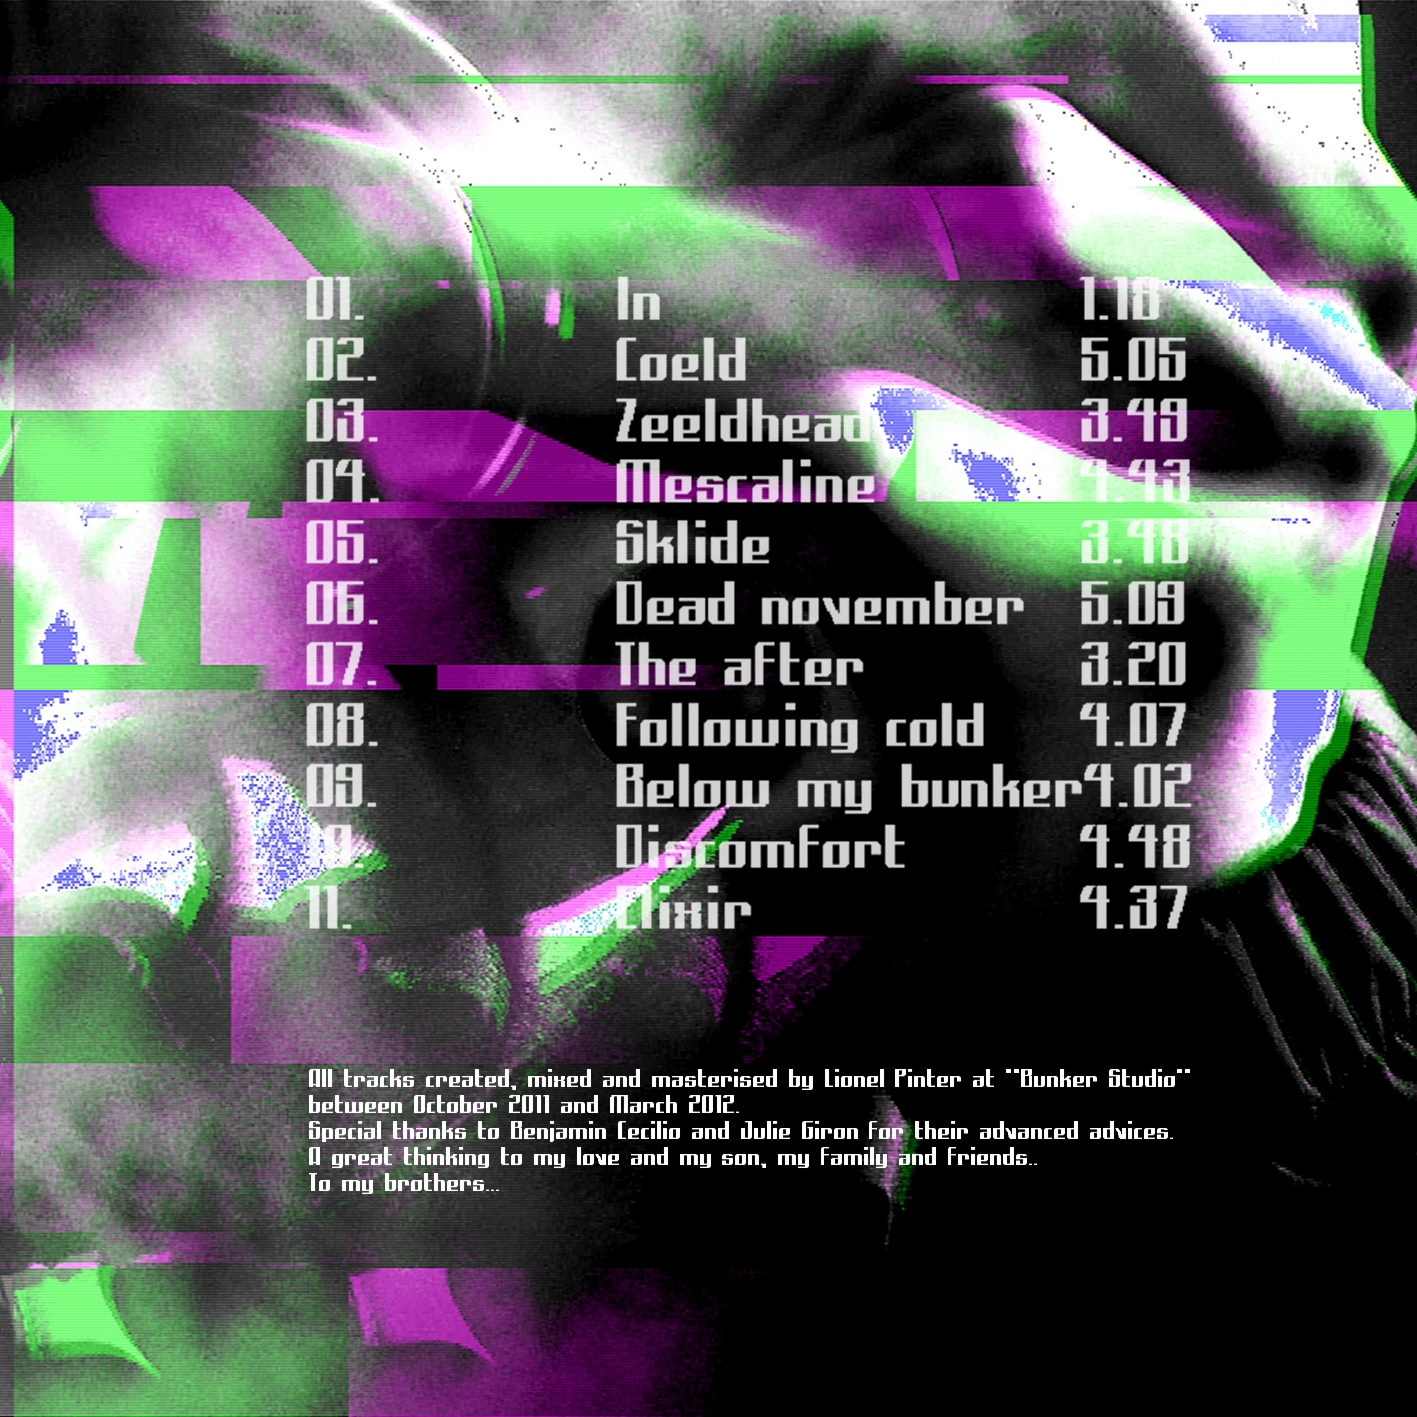 01. In 1.18
02. Coeld 5.05
03. Zeeldhead 3.49
04. Mescaline 4.43
05. Sklide 3.48
06. Dead november 5.09
07. The after 3.20
08. Following cold 4.07
09. Below my bunker 4.02
10. Discomfort 4.48
11. Elixir 4.37
All tracks created, mixed and masterised by Lionel Pinter at "Bunker Studio"
between October 2011 and March 2012.
Special thanks to Benjamin Cecilio and Julie Giron for their advanced advices.
A great thinking to my love and my son, my family and friends..
To my brothers...